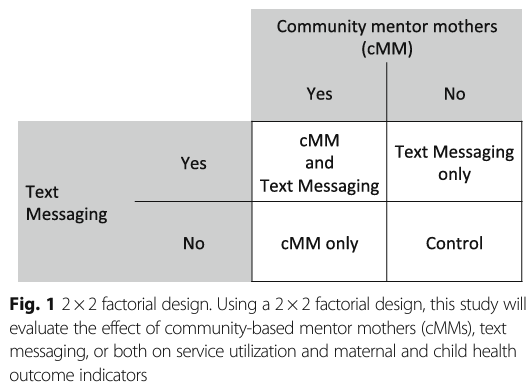 Community mentor mothers
(cMM)
Yes
No
Text
Messaging
Yes
cMM
and
Text Messaging
Text Messaging
only
No
cMM only
Control
Fig. 1 2 × 2 factorial design. Using a 2 × 2 factorial design, this study will
evaluate the effect of community-based mentor mothers (cMMs), text
messaging, or both on service utilization and maternal and child health
outcome indicators